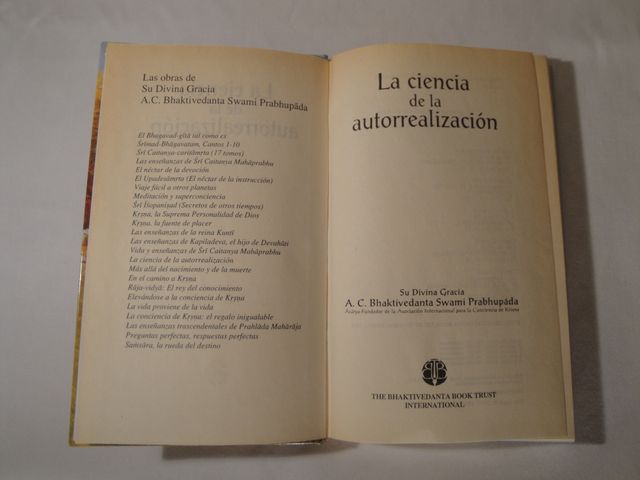 Las obras de
Su Divina Gracia
A.C. Bhaktivedanta Swami Prabhupāda
El Bhagavad-gītā tal como es
Śrīmad-Bhāgavatam, Cantos 1-10
Śrī Caitanya-caritāmṛta (17 tomos)
Las enseñanzas de Śrī Caitanya Mahāprabhu
El néctar de la devoción
El Upadeśāmṛta (El néctar de la instrucción)
Viaje fácil a otros planetas
Meditación y superconciencia
Śrī Īśopaniṣad (Secretos de otros tiempos)
Kṛṣṇa, la Suprema Personalidad de Dios
Kṛṣṇa, la fuente de placer
Las enseñanzas de la reina Kuntī
Las enseñanzas de Kapiladeva, el hijo de Devahūti
Vida y enseñanzas de Śrī Caitanya Mahāprabhu
La ciencia de la autorrealización
Más allá del nacimiento y de la muerte
En el camino a Kṛṣṇa
Rāja-vidyā: El rey del conocimiento
Elevándose a la conciencia de Kṛṣṇa
La vida proviene de la vida
La conciencia de Kṛṣṇa: el regalo inigualable
Las enseñanzas trascendentales de Prahlāda Mahārāja
Preguntas perfectas, respuestas perfectas
Saṁsāra, la rueda del destino
La ciencia
de la
autorrealización
Su Divina Gracia
A. C. Bhaktivedanta Swami Prabhupāda
Ācārya-Fundador de la Asociación Internacional para la Conciencia de Krishna
BBT
THE BHAKTIVEDANTA BOOK TRUST
INTERNATIONAL